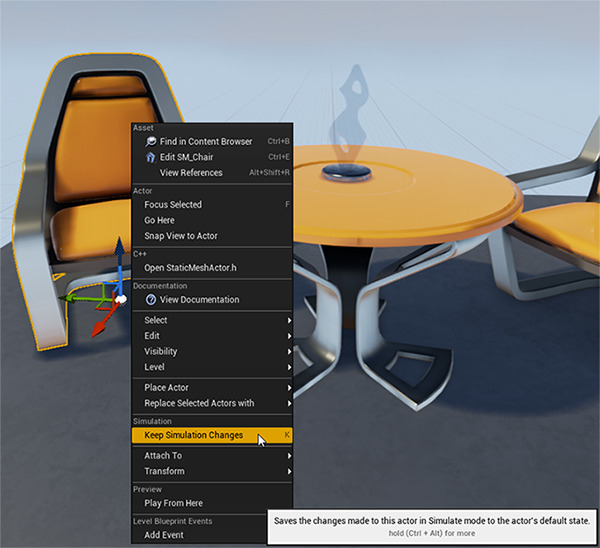 Asset
Find in Content Browser Ctrl+B
Edit SM_Chair Ctrl+E
View References Alt+Shift+R
Actor
Focus Selected F
Go Here
Snap View to Actor
C++
Open StaticMeshActor.h
Documentation
View Documentation
Select
Edit
Visibility
Level
Place Actor
Replace Selected Actors with
Simulation
Keep Simulation Changes K
Attach To
Transform
Preview
Play From Here
Level Blueprint Events
Add Event
Saves the changes made to this actor in Simulate mode to the actor's default state.
hold (Ctrl + Alt) for more